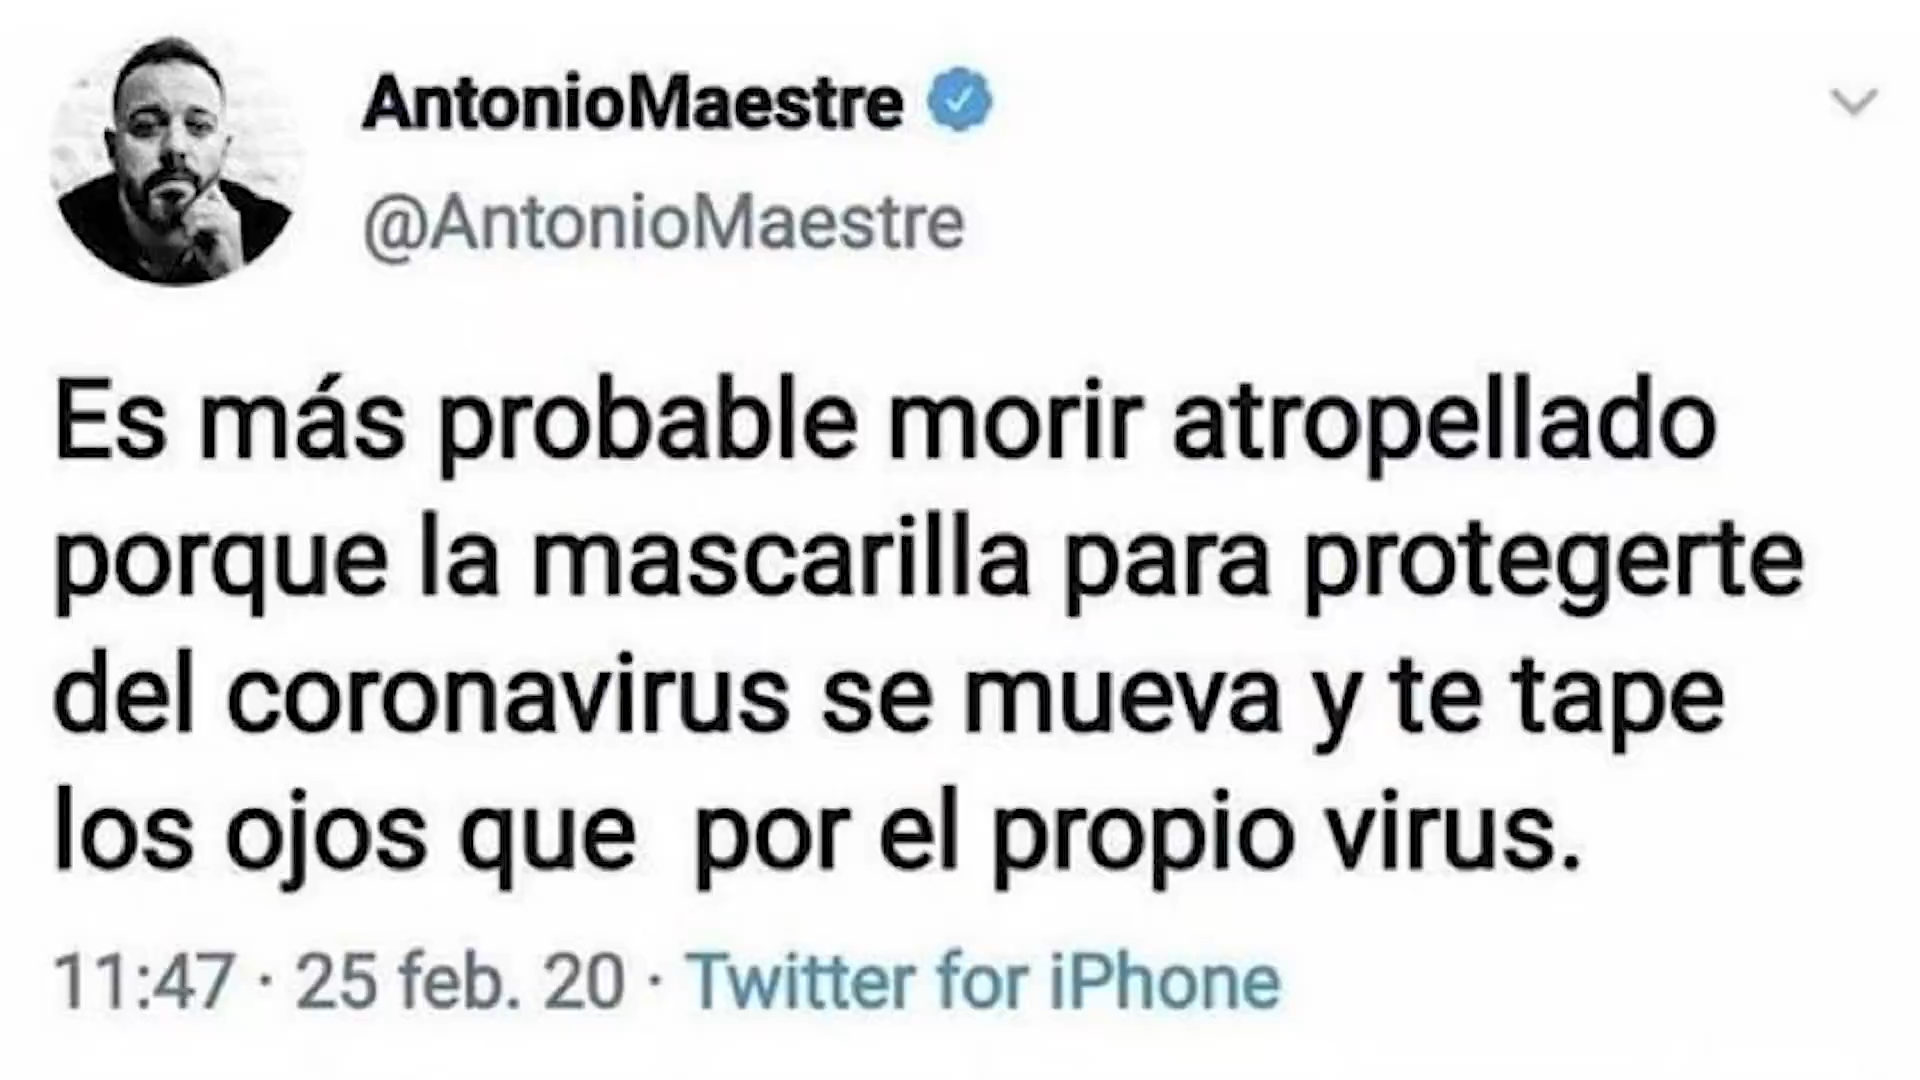 AntonioMaestre
@AntonioMaestre
Es más probable morir atropellado
porque la mascarilla para protegerte
del coronavirus se mueva y te tape
los ojos que  por el propio virus.
11:47 · 25 feb. 20 · Twitter for iPhone